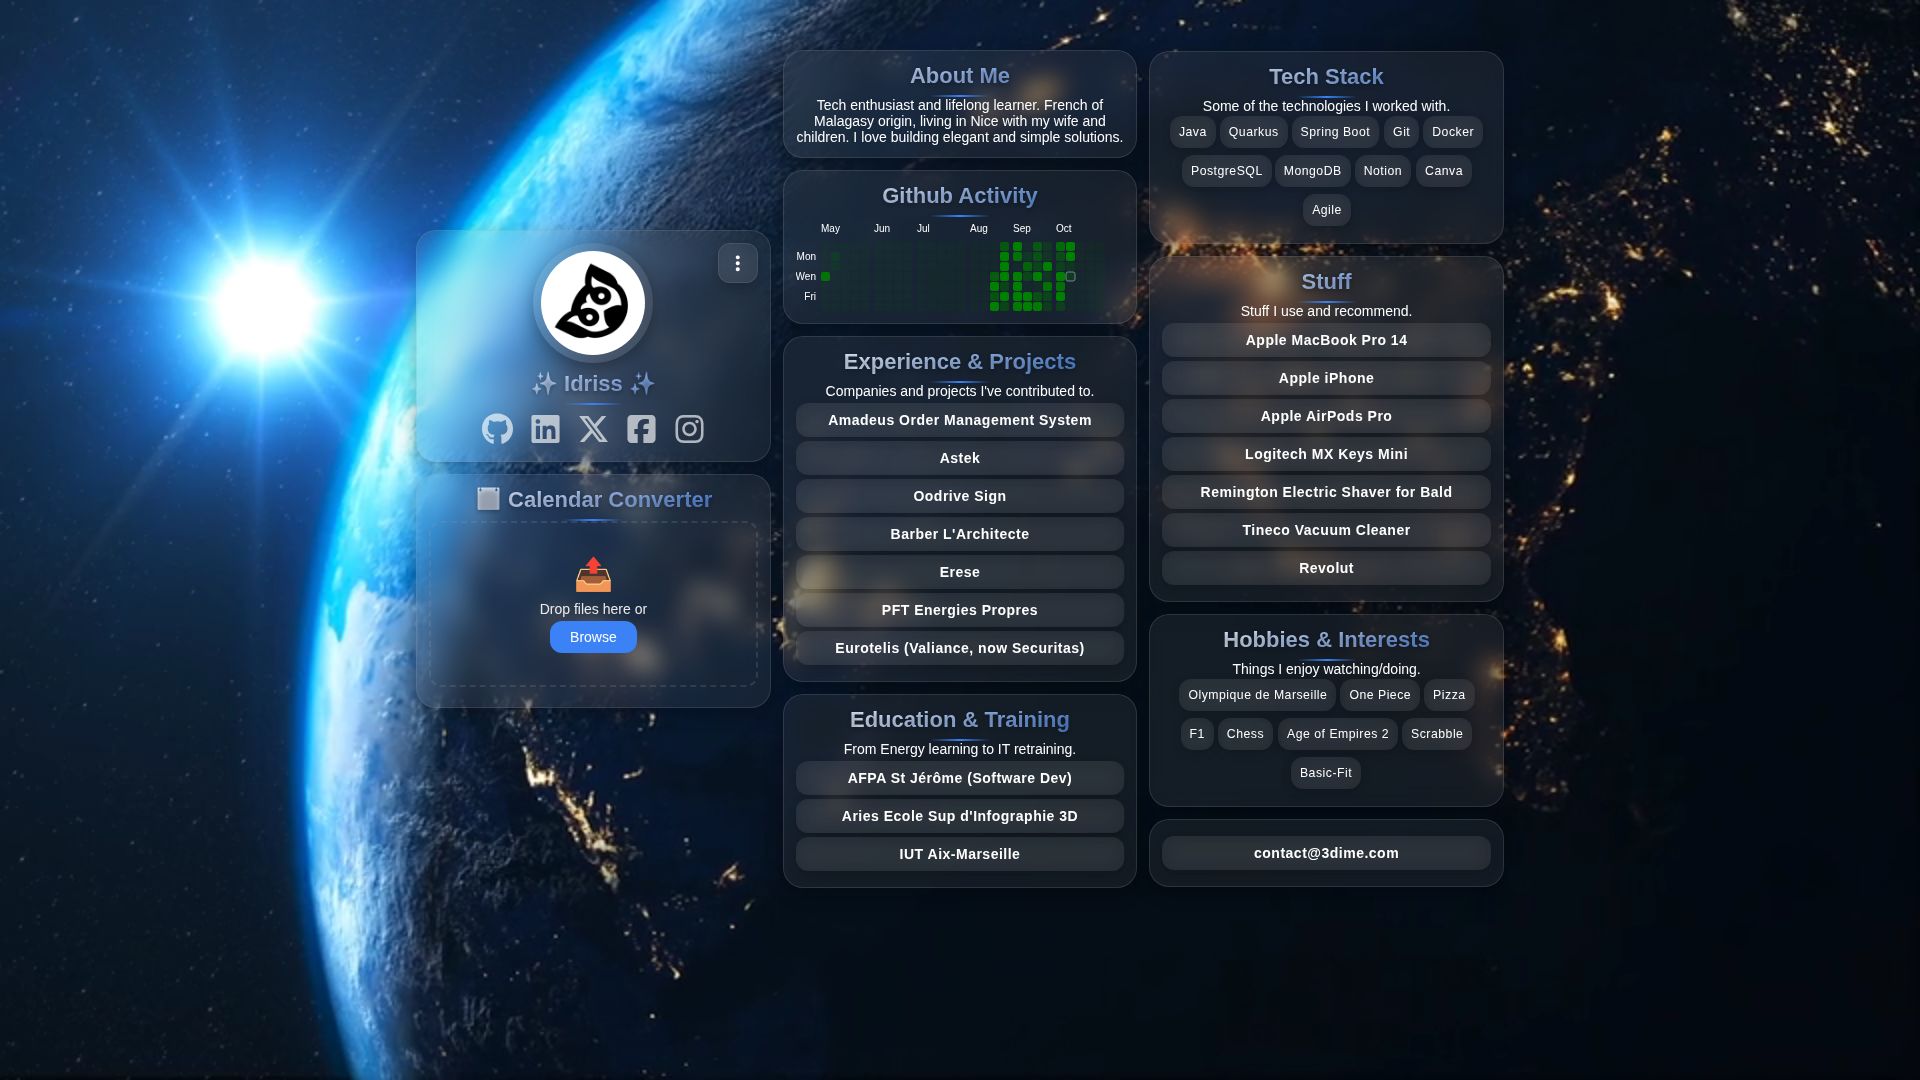 ✨ Idriss ✨
Calendar Converter
Drop files here or
Browse
About Me
Tech enthusiast and lifelong learner. French of
Malagasy origin, living in Nice with my wife and
children. I love building elegant and simple solutions.
Github Activity
May Jun Jul Aug Sep Oct
Mon
Wen
Fri
Experience & Projects
Companies and projects I've contributed to.
Amadeus Order Management System
Astek
Oodrive Sign
Barber L'Architecte
Erese
PFT Energies Propres
Eurotelis (Valiance, now Securitas)
Education & Training
From Energy learning to IT retraining.
AFPA St Jérôme (Software Dev)
Aries Ecole Sup d'Infographie 3D
IUT Aix-Marseille
Tech Stack
Some of the technologies I worked with.
Java Quarkus Spring Boot Git Docker
PostgreSQL MongoDB Notion Canva
Agile
Stuff
Stuff I use and recommend.
Apple MacBook Pro 14
Apple iPhone
Apple AirPods Pro
Logitech MX Keys Mini
Remington Electric Shaver for Bald
Tineco Vacuum Cleaner
Revolut
Hobbies & Interests
Things I enjoy watching/doing.
Olympique de Marseille One Piece Pizza
F1 Chess Age of Empires 2 Scrabble
Basic-Fit
contact@3dime.com